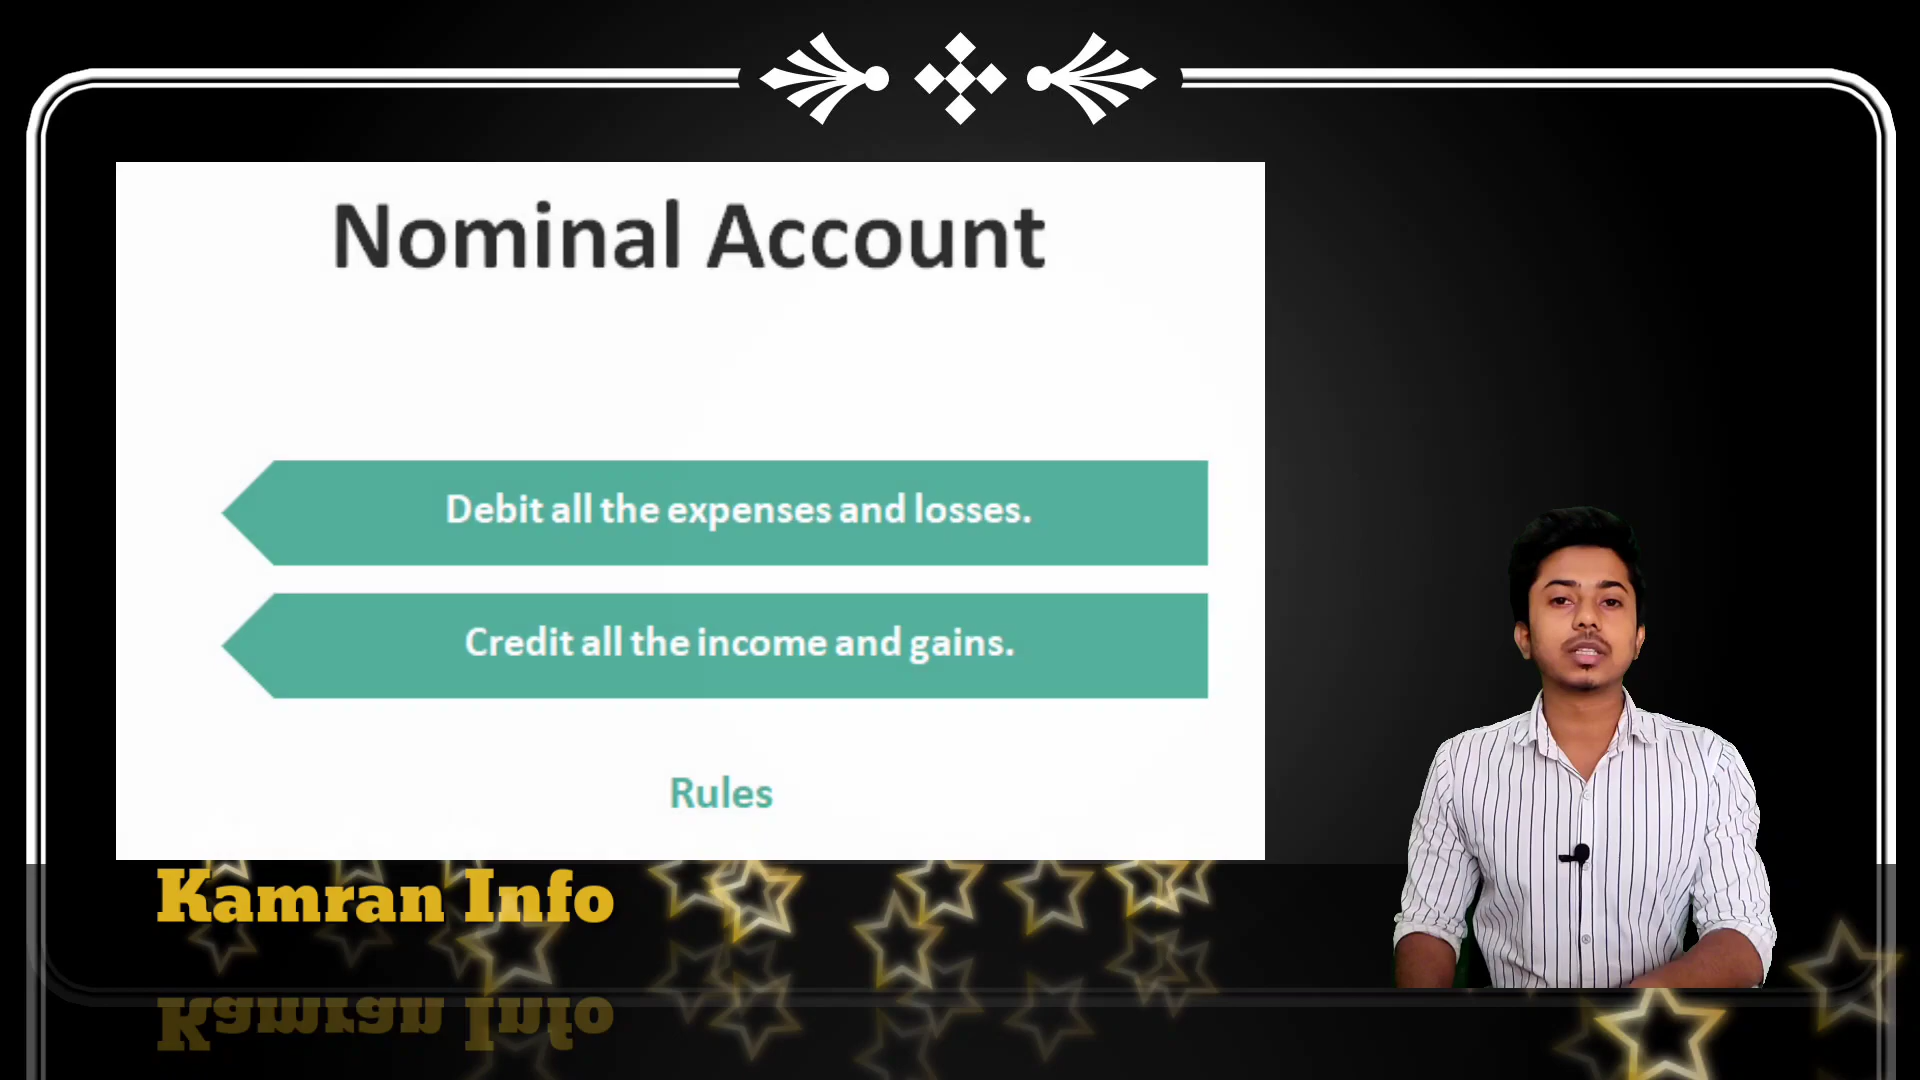 Nominal Account
Debit all the expenses and losses.
Credit all the income and gains.
Rules
Kamran Info